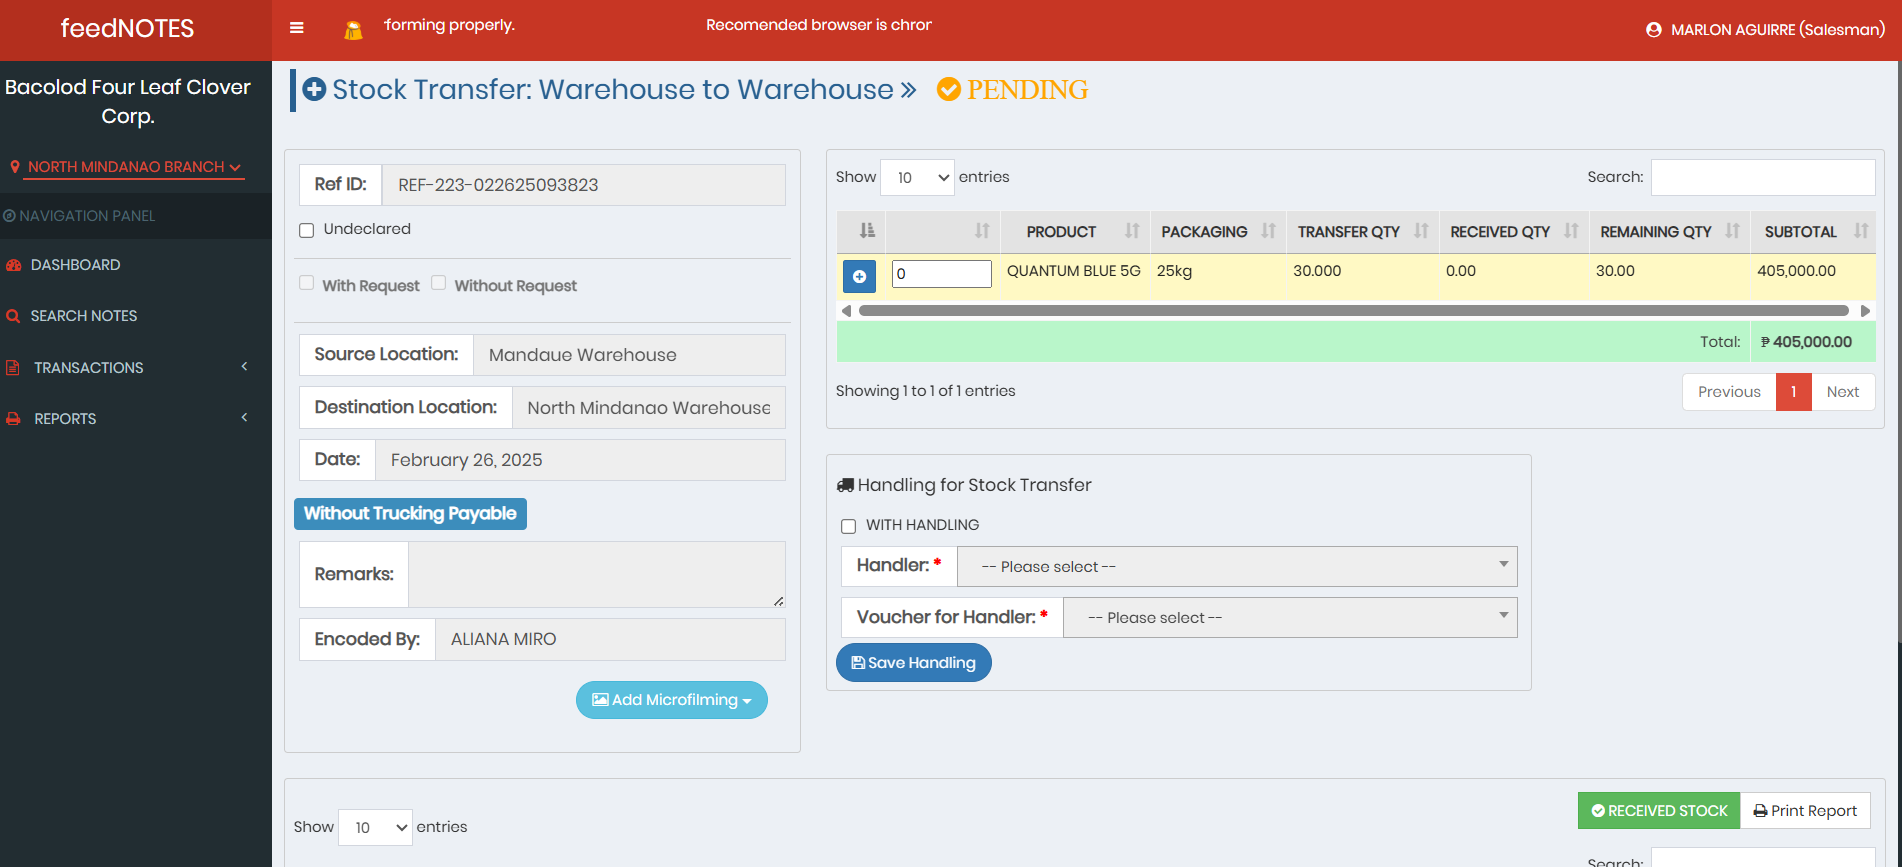 feedNOTES
forming properly.
Recomended browser is chror
MARLON AGUIRRE (Salesman)
Bacolod Four Leaf Clover
Corp.
NORTH MINDANAO BRANCH
NAVIGATION PANEL
DASHBOARD
SEARCH NOTES
TRANSACTIONS
REPORTS
Stock Transfer: Warehouse to Warehouse »
PENDING
Ref ID: REF-223-022625093823
Undeclared
With Request Without Request
Source Location: Mandaue Warehouse
Destination Location: North Mindanao Warehouse
Date: February 26, 2025
Without Trucking Payable
Remarks:
Encoded By: ALIANA MIRO
Add Microfilming
Show 10 entries
Search:
PRODUCT PACKAGING TRANSFER QTY RECEIVED QTY REMAINING QTY SUBTOTAL
0 QUANTUM BLUE 5G 25kg 30.000 0.00 30.00 405,000.00
Total: ₱ 405,000.00
Showing 1 to 1 of 1 entries
Previous 1 Next
Handling for Stock Transfer
WITH HANDLING
Handler: * -- Please select --
Voucher for Handler: * -- Please select --
Save Handling
RECEIVED STOCK Print Report
Show 10 entries
Search: